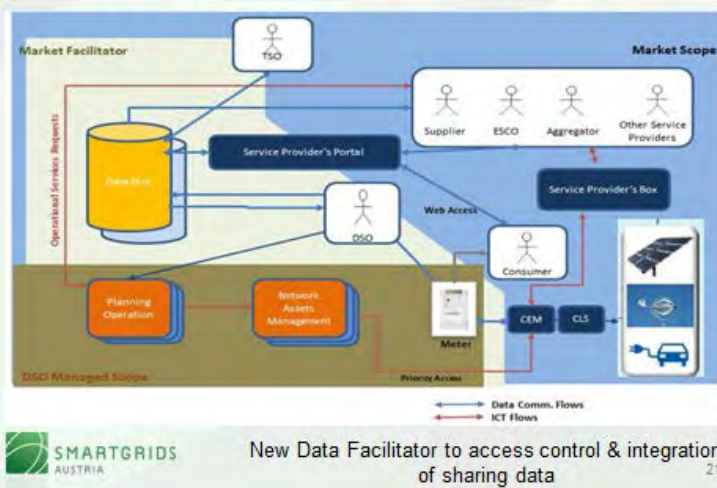 Market Facilitator
Market Scope
TSO
Supplier
ESCO
Aggregator
Other Service
Providers
Service Provider's Portal
Service Provider's Box
Operational Services Requests
Web Access
DSO
Consumer
Planning
Operation
Network
Assets
Management
Meter
CEM
CLS
DSO Managed Scope
Priority Access
Data Comm. Flows
ICT Flows
SMARTGRIDS
AUSTRIA
New Data Facilitator to access control & integration
of sharing data